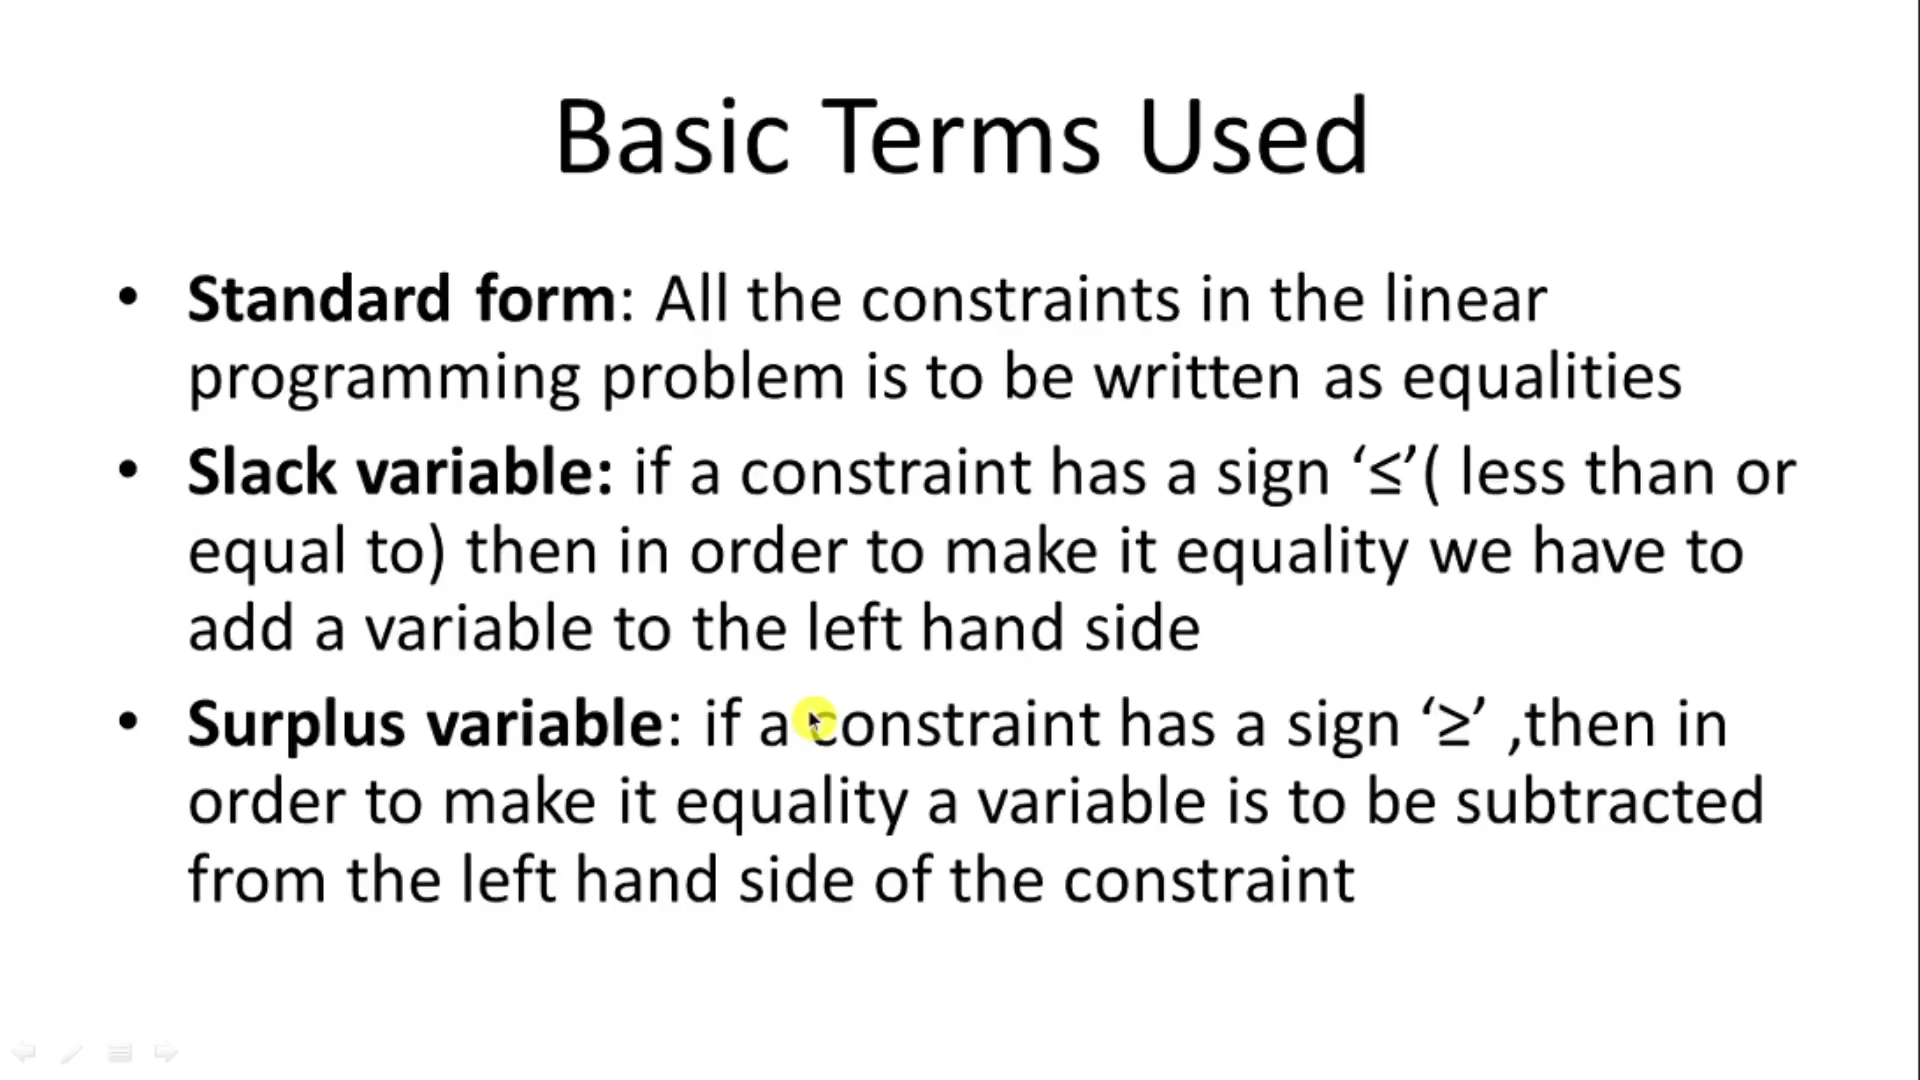 Basic Terms Used
• Standard form: All the constraints in the linear
programming problem is to be written as equalities
• Slack variable: if a constraint has a sign ‘≤’( less than or
equal to) then in order to make it equality we have to
add a variable to the left hand side
• Surplus variable: if a constraint has a sign ‘≥’ ,then in
order to make it equality a variable is to be subtracted
from the left hand side of the constraint